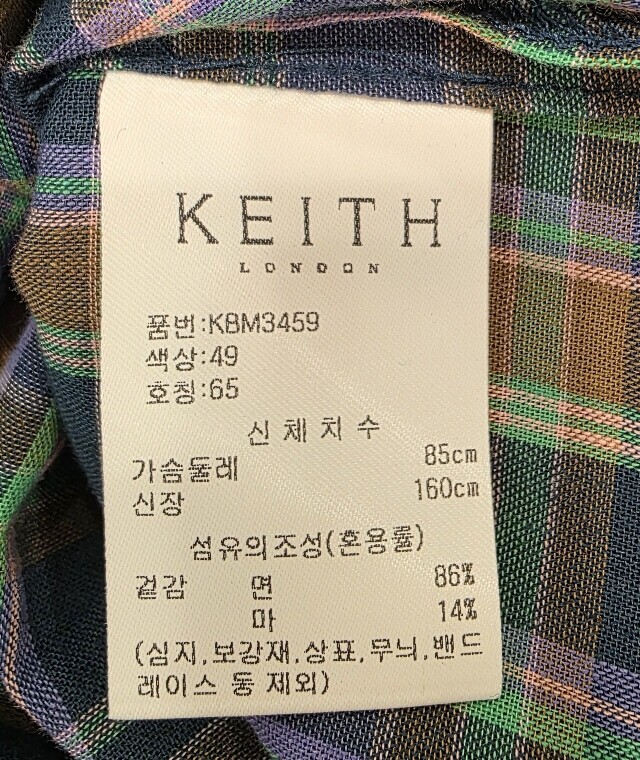 KEITH
LONDON
품번:KBM3459
색상:49
호칭:65
신체치수
가슴둘레 85cm
신장 160cm
섬유의조성(혼용률)
겉감 면 86%
마 14%
(심지,보강재,상표,무늬,밴드
레이스 등 제외)